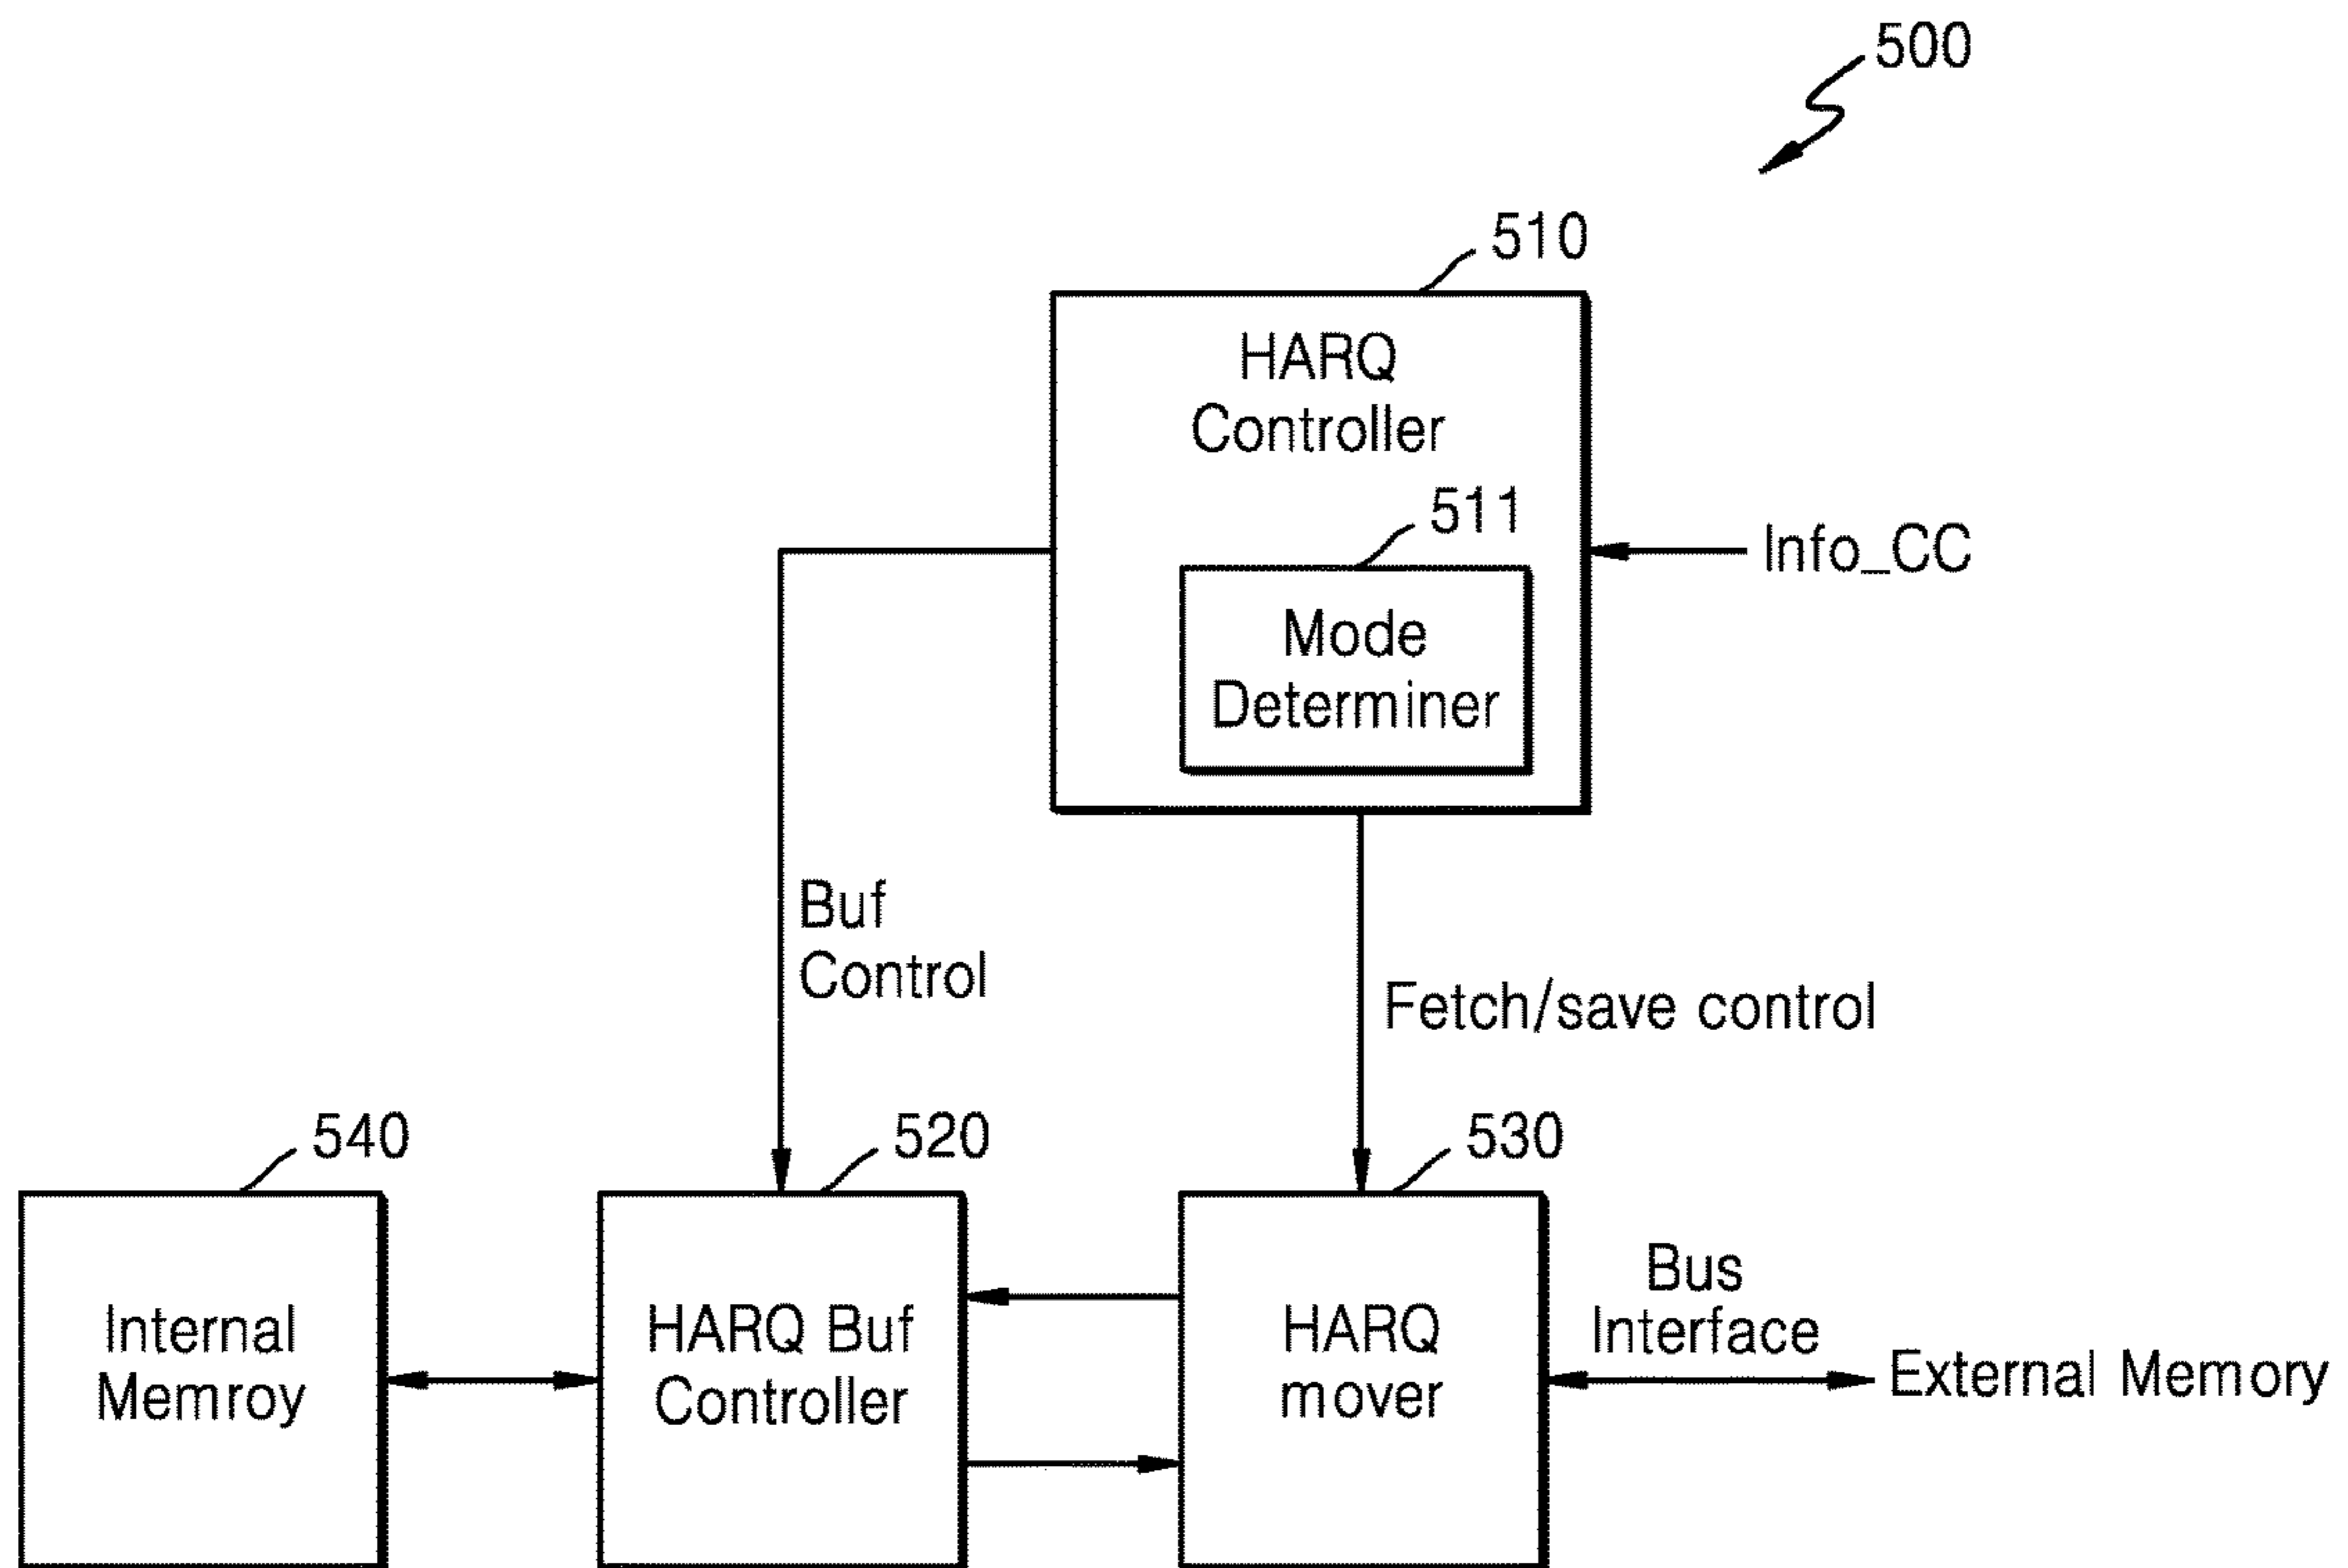 500
510
HARQ
Controller
511
Mode
Determiner
Info_CC
Buf
Control
Fetch/save control
540
520
530
Internal
Memroy
HARQ Buf
Controller
HARQ
mover
Bus
Interface
External Memory